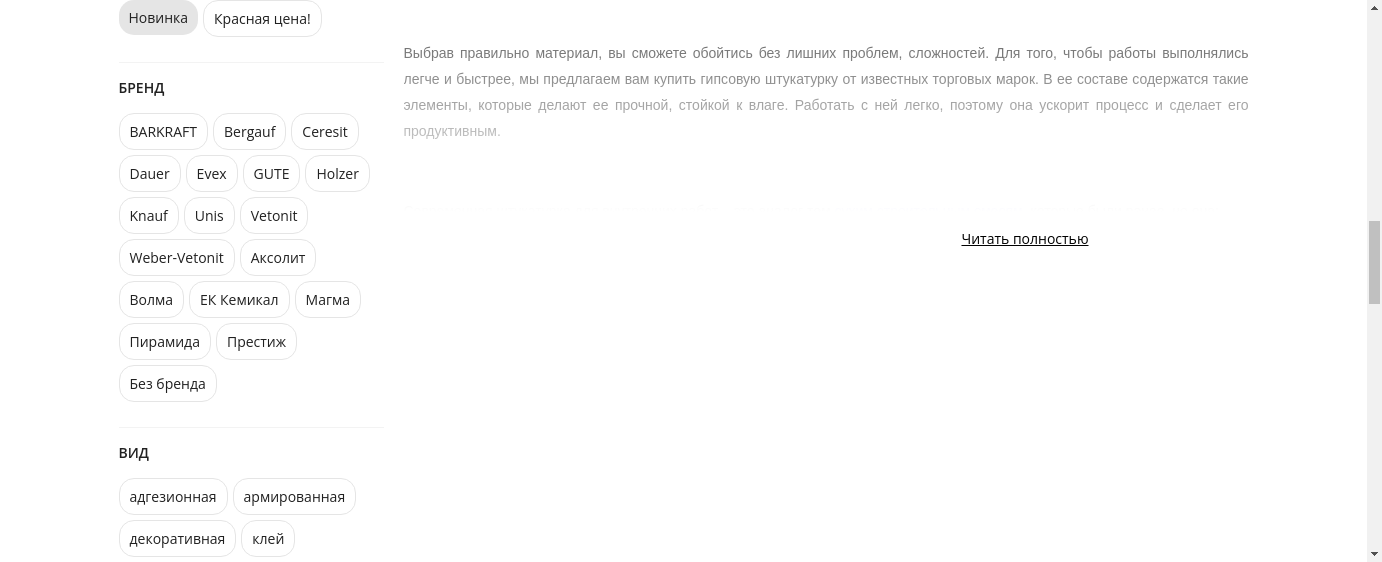 Новинка
Красная цена!
БРЕНД
BARKRAFT
Bergauf
Ceresit
Dauer
Evex
GUTE
Holzer
Knauf
Unis
Vetonit
Weber-Vetonit
Аксолит
Волма
ЕК Кемикал
Магма
Пирамида
Престиж
Без бренда
ВИД
адгезионная
армированная
декоративная
клей
Выбрав правильно материал, вы сможете обойтись без лишних проблем, сложностей. Для того, чтобы работы выполнялись
легче и быстрее, мы предлагаем вам купить гипсовую штукатурку от известных торговых марок. В ее составе содержатся такие
элементы, которые делают ее прочной, стойкой к влаге. Работать с ней легко, поэтому она ускорит процесс и сделает его
продуктивным.
Читать полностью